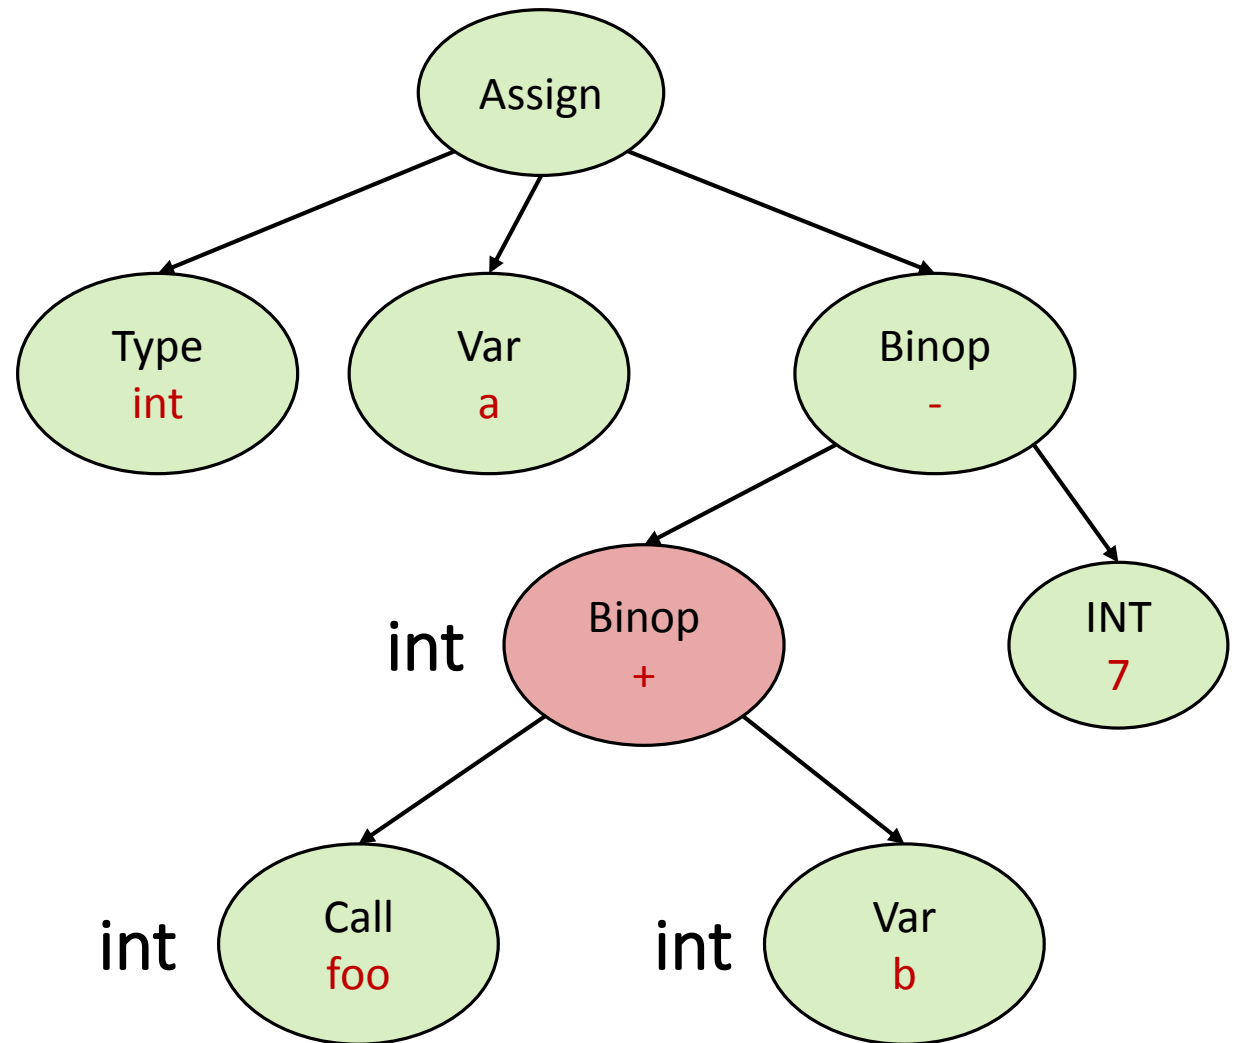 Assign
Type
int
Var
a
Binop
-
int
Binop
+
INT
7
int
Call
foo
int
Var
b